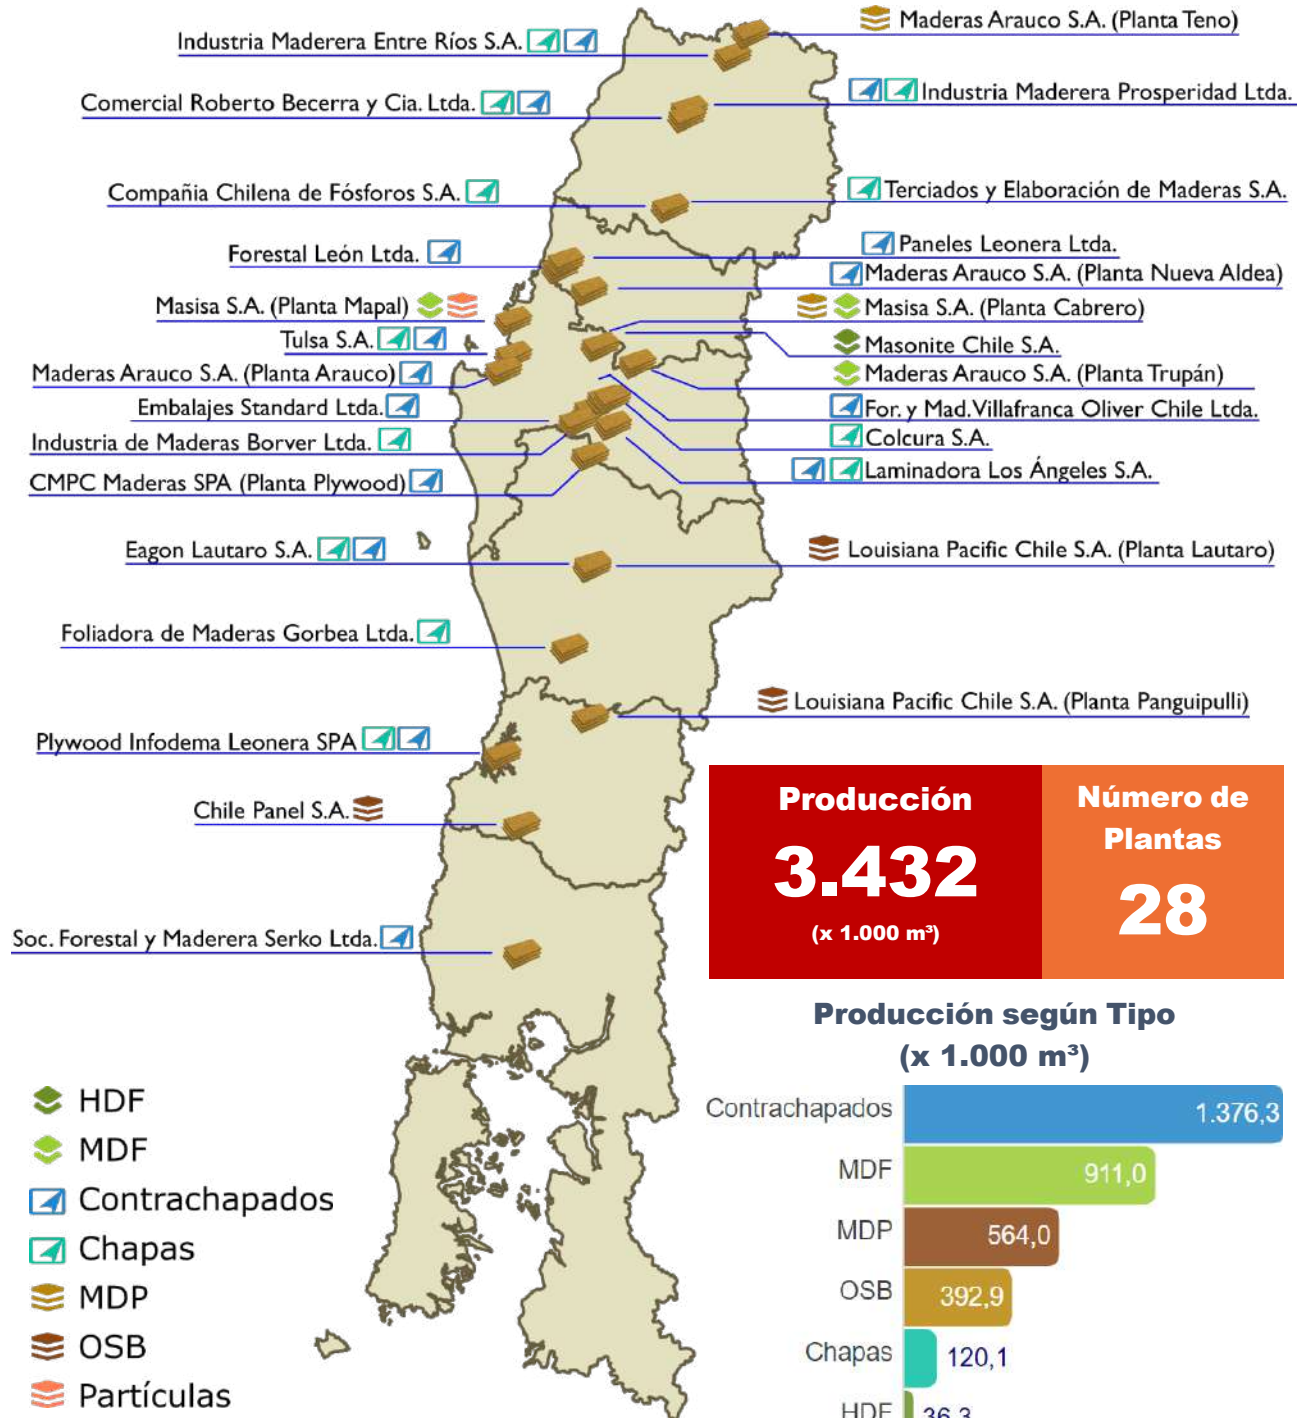 Maderas Arauco S.A. (Planta Teno)
Industria Maderera Entre Ríos S.A.
Comercial Roberto Becerra y Cia. Ltda.
Industria Maderera Prosperidad Ltda.
Compañia Chilena de Fósforos S.A.
Terciados y Elaboración de Maderas S.A.
Forestal León Ltda.
Paneles Leonera Ltda.
Maderas Arauco S.A. (Planta Nueva Aldea)
Masisa S.A. (Planta Mapal)
Masisa S.A. (Planta Cabrero)
Tulsa S.A.
Masonite Chile S.A.
Maderas Arauco S.A. (Planta Arauco)
Maderas Arauco S.A. (Planta Trupán)
Embalajes Standard Ltda.
For. y Mad. Villafranca Oliver Chile Ltda.
Industria de Maderas Borver Ltda.
Colcura S.A.
CMPC Maderas SPA (Planta Plywood)
Laminadora Los Ángeles S.A.
Eagon Lautaro S.A.
Louisiana Pacific Chile S.A. (Planta Lautaro)
Foliadora de Maderas Gorbea Ltda.
Louisiana Pacific Chile S.A. (Planta Panguipulli)
Plywood Infodema Leonera SPA
Chile Panel S.A.
Soc. Forestal y Maderera Serko Ltda.
Producción
3.432
(x 1.000 m³)
Número de
Plantas
28
Producción según Tipo
(x 1.000 m³)
Contrachapados 1.376,3
MDF 911,0
MDP 564,0
OSB 392,9
Chapas 120,1
HDF 36,3
HDF
MDF
Contrachapados
Chapas
MDP
OSB
Partículas